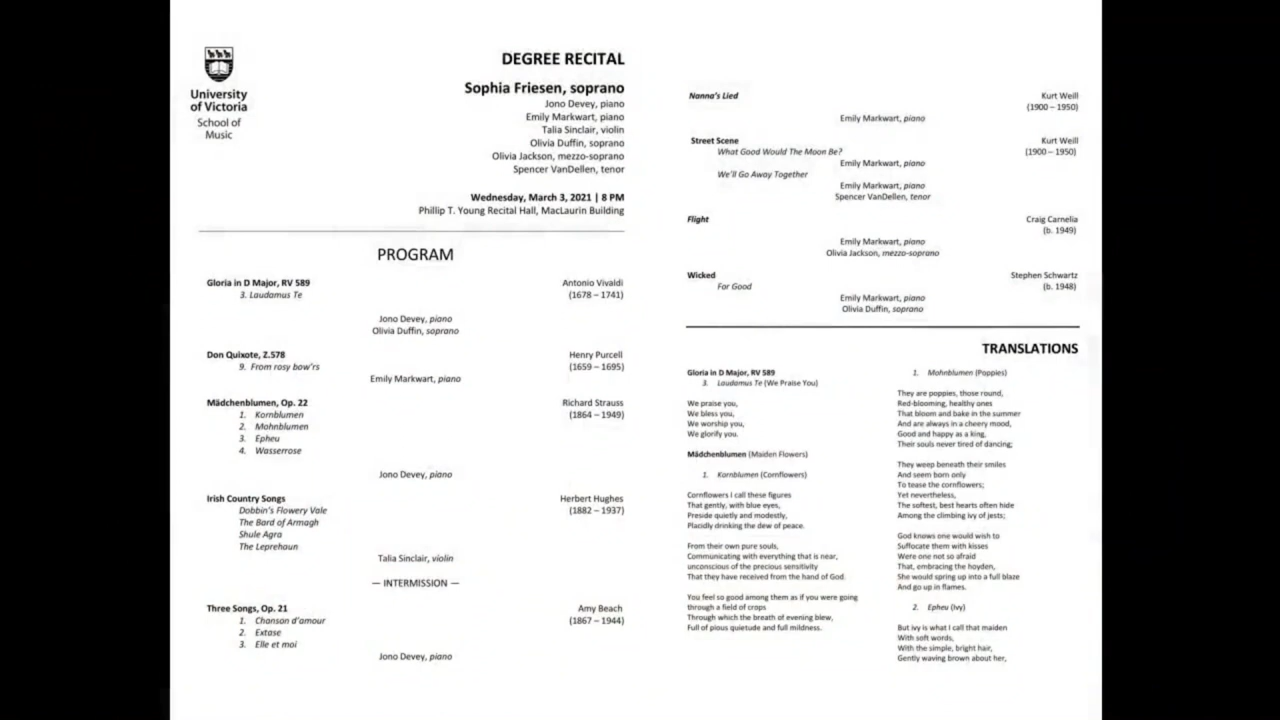 University
of Victoria
School of
Music
DEGREE RECITAL
Sophia Friesen, soprano
Jono Devey, piano
Emily Markwart, piano
Talia Sinclair, violin
Olivia Duffin, soprano
Olivia Jackson, mezzo-soprano
Spencer VanDellen, tenor
Wednesday, March 3, 2021 | 8 PM
Phillip T. Young Recital Hall, MacLaurin Building
PROGRAM
Gloria in D Major, RV 589 Antonio Vivaldi
3. Laudamus Te (1678 – 1741)
Jono Devey, piano
Olivia Duffin, soprano
Don Quixote, Z.578 Henry Purcell
9. From rosy bow'rs (1659 – 1695)
Emily Markwart, piano
Mädchenblumen, Op. 22 Richard Strauss
1. Kornblumen (1864 – 1949)
2. Mohnblumen
3. Epheu
4. Wasserrose
Jono Devey, piano
Irish Country Songs Herbert Hughes
Dobbin's Flowery Vale (1882 – 1937)
The Bard of Armagh
Shule Agra
The Leprehaun
Talia Sinclair, violin
— INTERMISSION —
Three Songs, Op. 21 Amy Beach
1. Chanson d'amour (1867 – 1944)
2. Extase
3. Elle et moi
Jono Devey, piano
Nanna's Lied Kurt Weill
(1900 – 1950)
Emily Markwart, piano
Street Scene Kurt Weill
What Good Would The Moon Be? (1900 – 1950)
Emily Markwart, piano
We'll Go Away Together
Emily Markwart, piano
Spencer VanDellen, tenor
Flight Craig Carnelia
(b. 1949)
Emily Markwart, piano
Olivia Jackson, mezzo-soprano
Wicked Stephen Schwartz
For Good (b. 1948)
Emily Markwart, piano
Olivia Duffin, soprano
TRANSLATIONS
Gloria in D Major, RV 589
3. Laudamus Te (We Praise You)
We praise you,
We bless you,
We worship you,
We glorify you.
Mädchenblumen (Maiden Flowers)
1. Kornblumen (Cornflowers)
Cornflowers I call these figures
That gently, with blue eyes,
Preside quietly and modestly,
Placidly drinking the dew of peace.
From their own pure souls,
Communicating with everything that is near,
unconscious of the precious sensitivity
That they have received from the hand of God.
You feel so good among them as if you were going
through a field of crops
Through which the breath of evening blew,
Full of pious quietude and full mildness.
1. Mohnblumen (Poppies)
They are poppies, those round,
Red-blooming, healthy ones
That bloom and bake in the summer
And are always in a cheery mood,
Good and happy as a king,
Their souls never tired of dancing;
They weep beneath their smiles
And seem born only
To tease the cornflowers;
Yet nevertheless,
The softest, best hearts often hide
Among the climbing ivy of jests;
God knows one would wish to
Suffocate them with kisses
Were one not so afraid
That, embracing the hoyden,
She would spring up into a full blaze
And go up in flames.
2. Epheu (Ivy)
But ivy is what I call that maiden
With soft words,
With the simple, bright hair,
Gently waving brown about her,